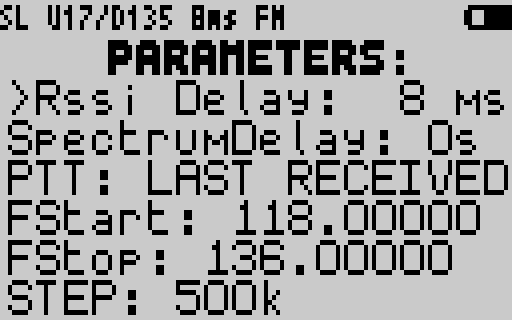 SL U17/D135 8ms FM
PARAMETERS:
>Rssi Delay: 8 ms
SpectrumDelay: 0s
PTT: LAST RECEIVED
FStart: 118.00000
FStop: 136.00000
STEP: 500k